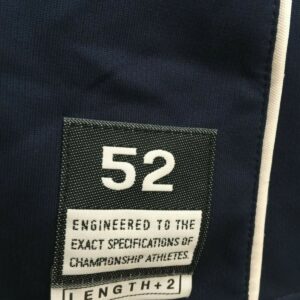 52
ENGINEERED TO THE
EXACT SPECIFICATIONS OF
CHAMPIONSHIP ATHLETES.
LENGTH+2